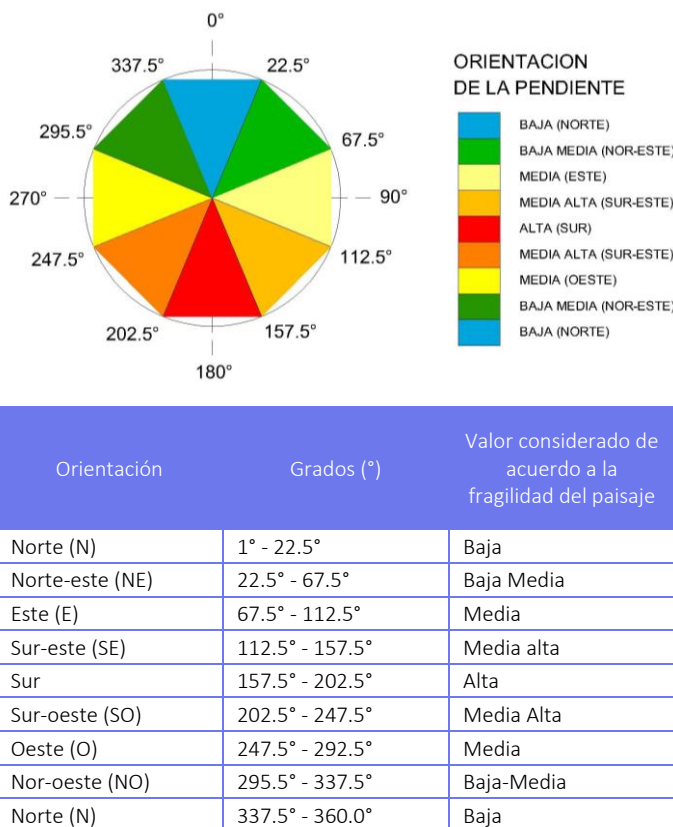 0°
337.5°
22.5°
295.5°
67.5°
270°
90°
247.5°
112.5°
202.5°
157.5°
180°
ORIENTACION
DE LA PENDIENTE
BAJA (NORTE)
BAJA MEDIA (NOR-ESTE)
MEDIA (ESTE)
MEDIA ALTA (SUR-ESTE)
ALTA (SUR)
MEDIA ALTA (SUR-ESTE)
MEDIA (OESTE)
BAJA MEDIA (NOR-ESTE)
BAJA (NORTE)
Orientación Grados (°) Valor considerado de
acuerdo a la
fragilidad del paisaje
Norte (N) 1° - 22.5° Baja
Norte-este (NE) 22.5° - 67.5° Baja Media
Este (E) 67.5° - 112.5° Media
Sur-este (SE) 112.5° - 157.5° Media alta
Sur 157.5° - 202.5° Alta
Sur-oeste (SO) 202.5° - 247.5° Media Alta
Oeste (O) 247.5° - 292.5° Media
Nor-oeste (NO) 295.5° - 337.5° Baja-Media
Norte (N) 337.5° - 360.0° Baja